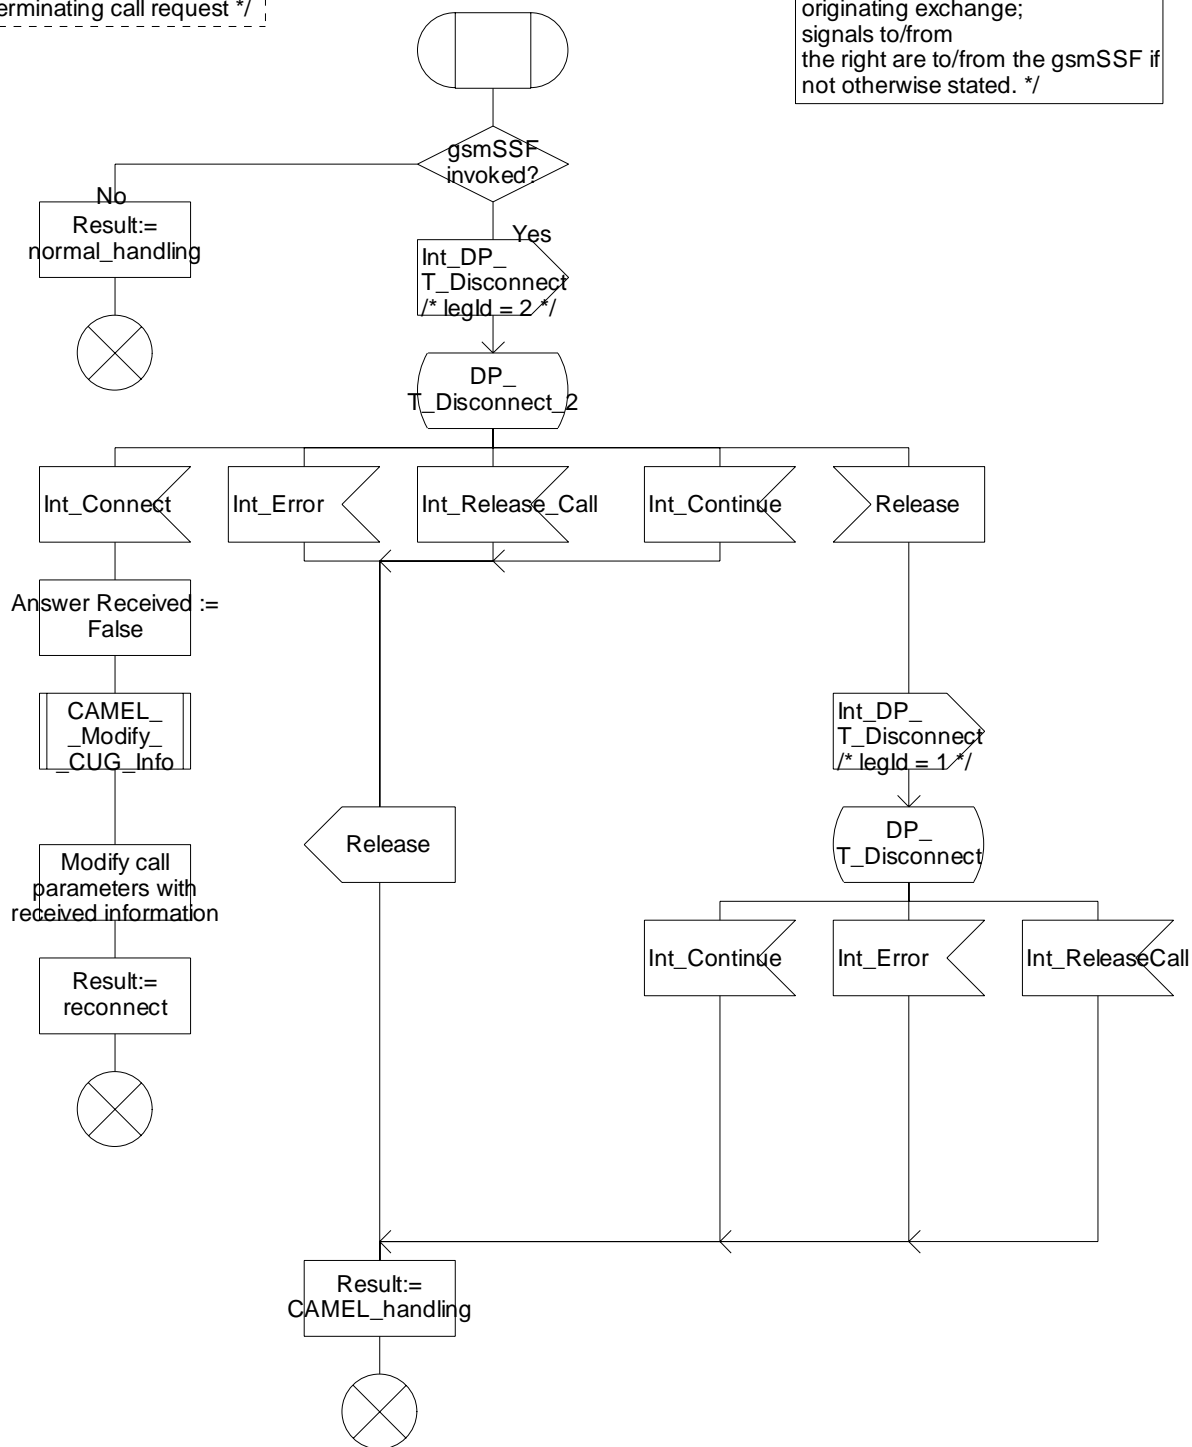 erminating call request */
originating exchange;
signals to/from
the right are to/from the gsmSSF if
not otherwise stated. */
gsmSSF
invoked?
No
Yes
Result:=
normal_handling
Int_DP_
T_Disconnect
/* legId = 2 */
DP_
T_Disconnect_2
Int_Connect
Int_Error
Int_Release_Call
Int_Continue
Release
Answer Received :=
False
CAMEL_
_Modify_
_CUG_Info
Int_DP_
T_Disconnect
/* legId = 1 */
Release
DP_
T_Disconnect
Modify call
parameters with
received information
Int_Continue
Int_Error
Int_ReleaseCall
Result:=
reconnect
Result:=
CAMEL_handling